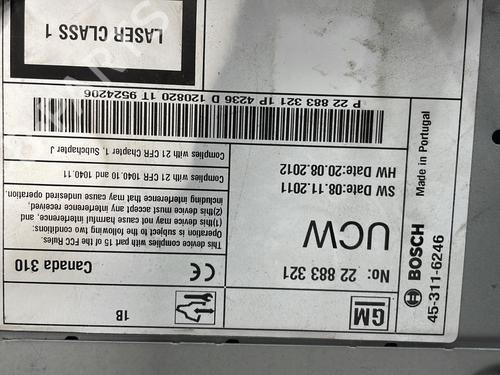 GM
1B
No: 22 883 321
UCW
SW Date:08.11.2011
HW Date:20.08.2012
Canada 310
CE
This device complies with part 15 of the FCC Rules.
Operation is subject to the following two conditions:
(1) this device may not cause harmful interference, and
(2) this device must accept any interference received,
including interference that may cause undesired operation.
Complies with 21 CFR 1040.10 and 1040.11
Complies with 21 CFR Chapter 1, Subchapter J
P 22 883 321 1P 4236 D 120820 1T 9524206
LASER CLASS 1
45-311-6246
BOSCH
Made in Portugal